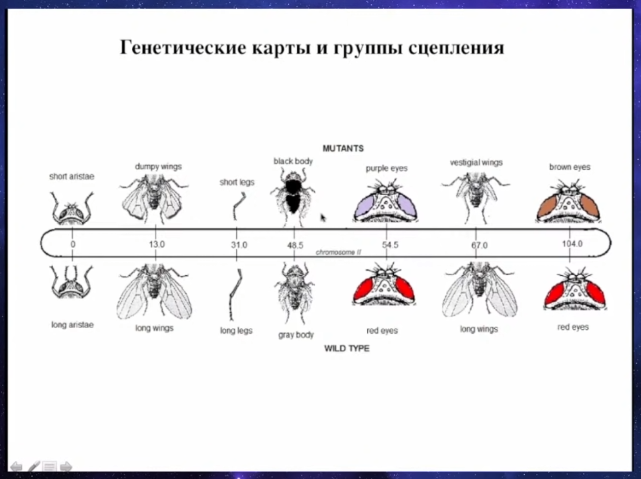 Генетические карты и группы сцепления
MUTANTS
short aristae
dumpy wings
short legs
black body
purple eyes
vestigial wings
brown eyes
0
13.0
31.0
48.5
54.5
67.0
104.0
chromosome II
long aristae
long wings
long legs
gray body
red eyes
long wings
red eyes
WILD TYPE